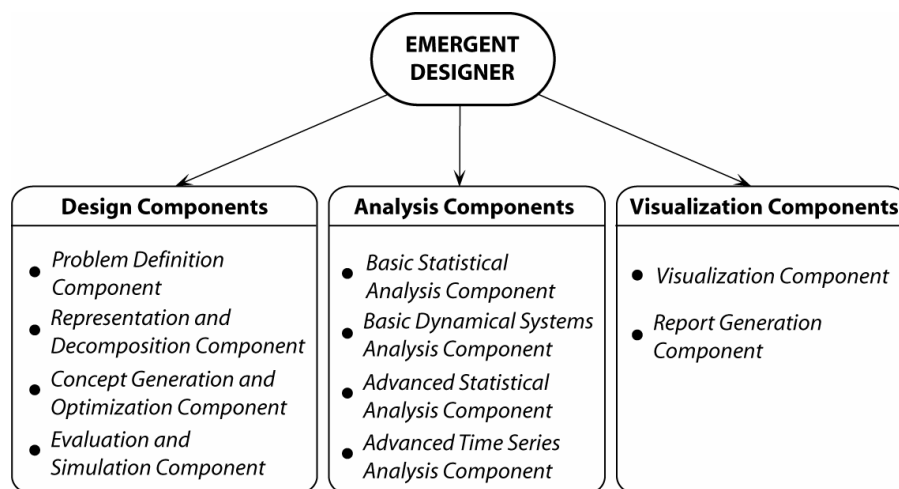 EMERGENT
DESIGNER
Design Components
● Problem Definition
Component
● Representation and
Decomposition Component
● Concept Generation and
Optimization Component
● Evaluation and
Simulation Component
Analysis Components
● Basic Statistical
Analysis Component
● Basic Dynamical Systems
Analysis Component
● Advanced Statistical
Analysis Component
● Advanced Time Series
Analysis Component
Visualization Components
● Visualization Component
● Report Generation
Component